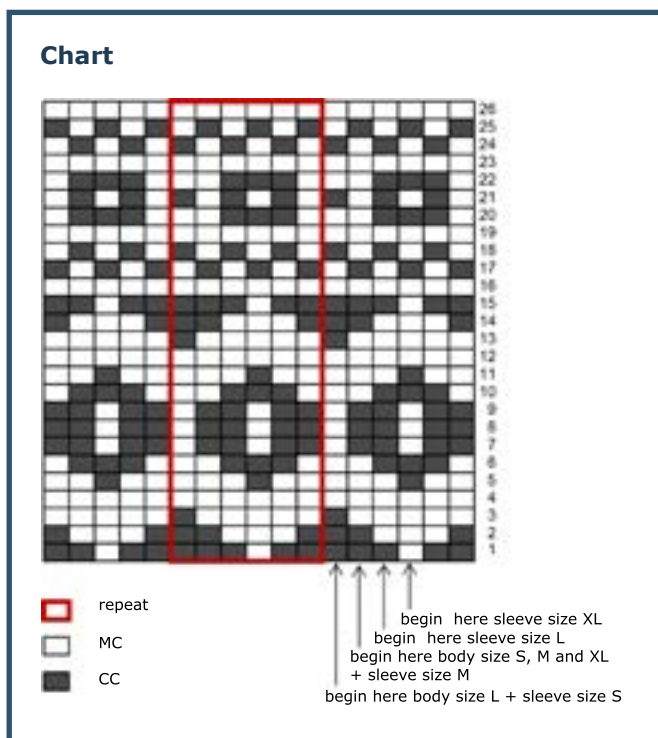 Chart
26
25
24
23
22
21
20
19
18
17
16
15
14
13
12
11
10
9
8
7
6
5
4
3
2
1
repeat
MC
CC
begin here sleeve size XL
begin here sleeve size L
begin here body size S, M and XL
+ sleeve size M
begin here body size L + sleeve size S